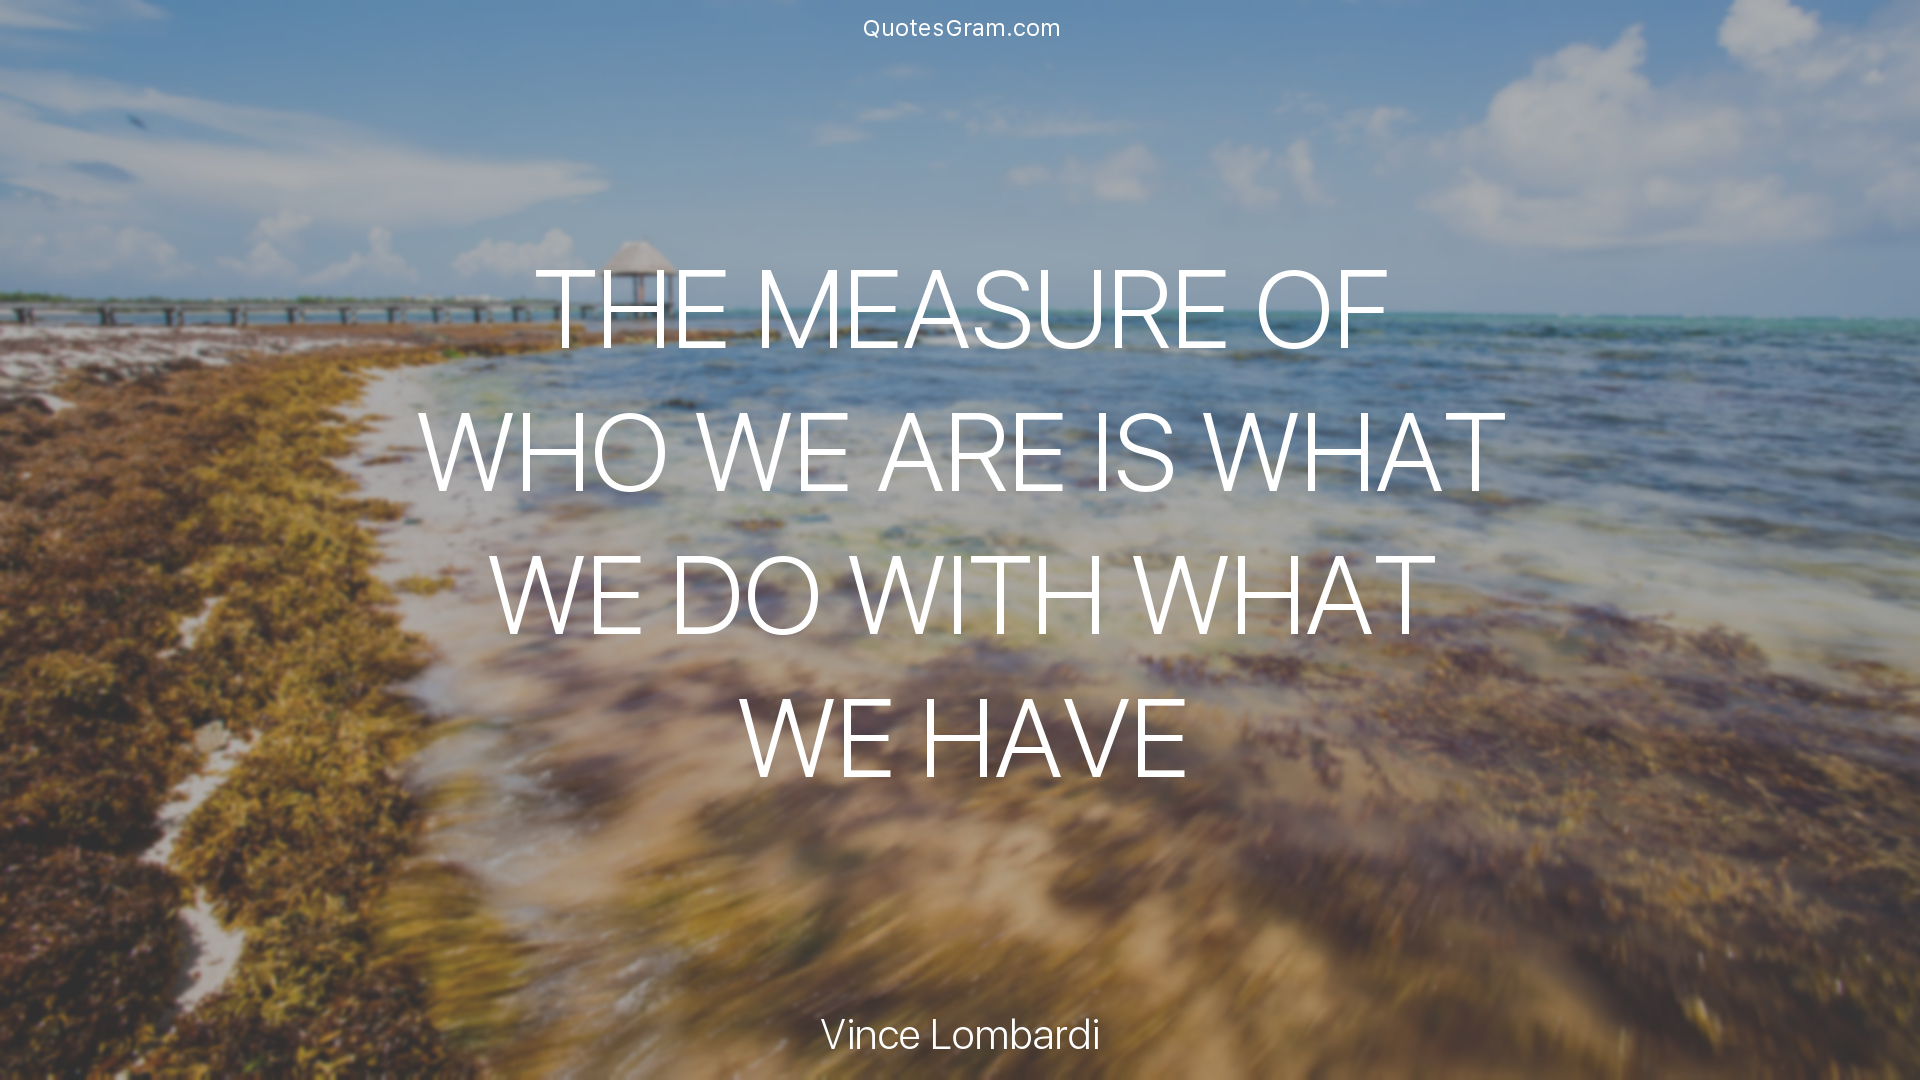 QuotesGram.com
THE MEASURE OF
WHO WE ARE IS WHAT
WE DO WITH WHAT
WE HAVE
Vince Lombardi